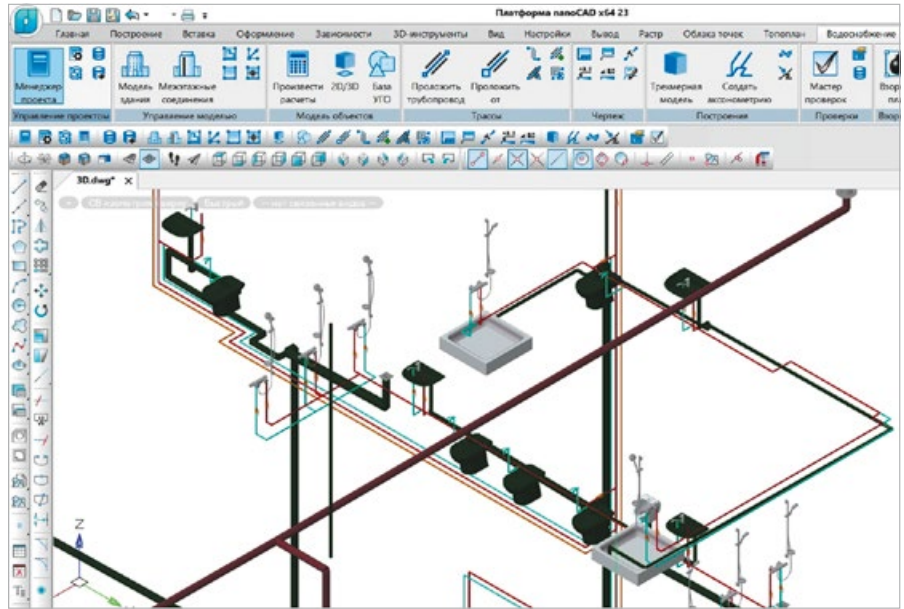 Платформа nanoCAD x64 23
Главная Построение Вставка Оформление Зависимости 3D-инструменты Вид Настройки Вывод Растр Облака точек Топоплан Водоснабжение
Менеджер проекта
Модель здания
Межэтажные соединения
Произвести расчеты
2D/3D
База УГО
Проложить трубопровод
Проложить от
Трехмерная модель
Создать аксонометрию
Мастер проверок
Управление проектом Управление моделью Модель объектов Трассы Чертеж Построения Проверки
3D.dwg*
Быстрый
Z